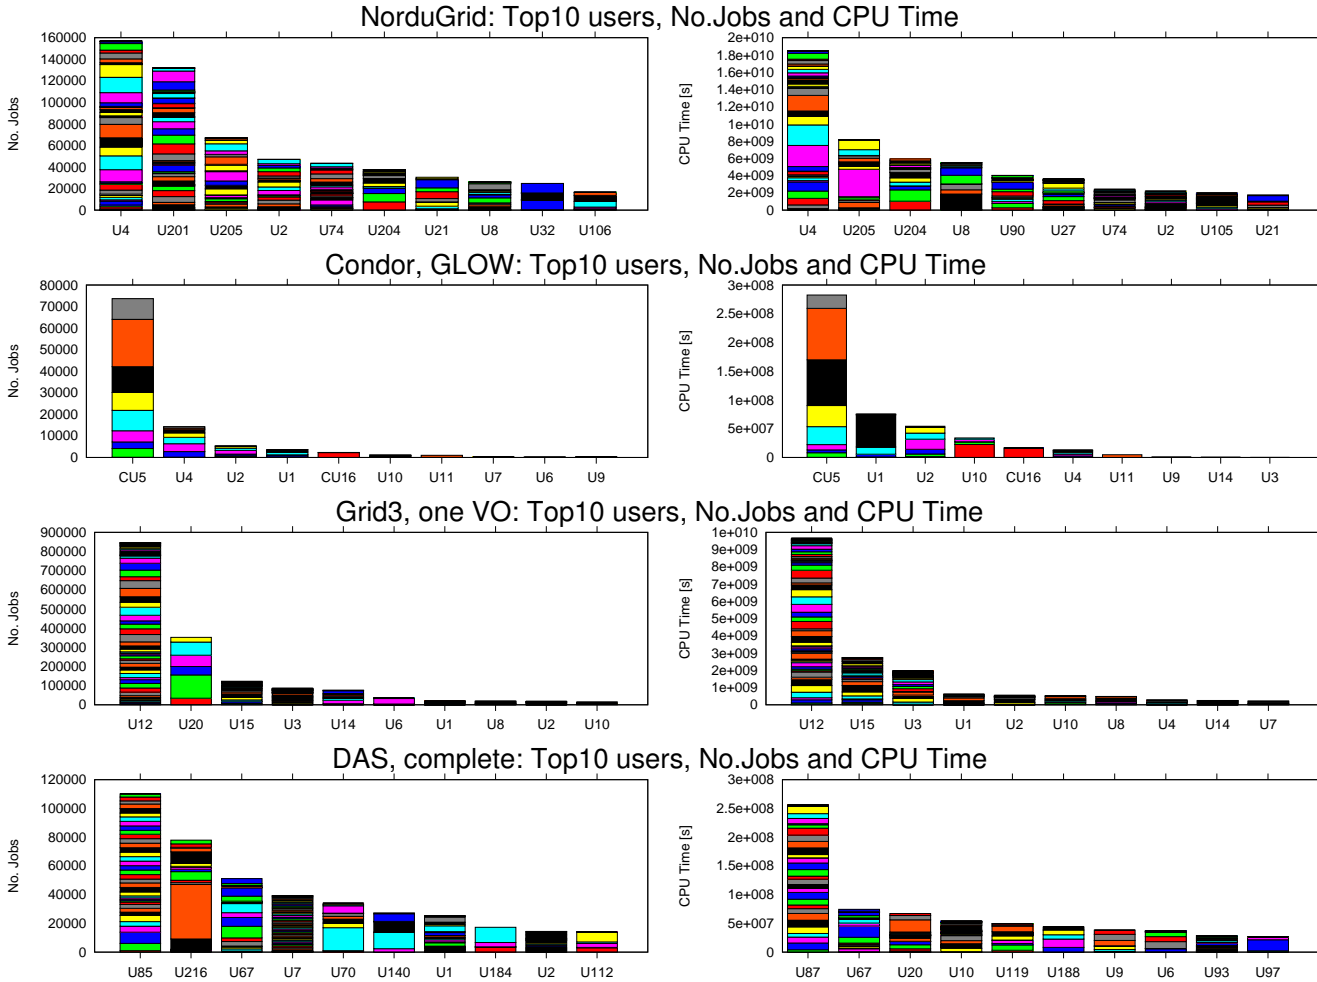 NorduGrid: Top10 users, No.Jobs and CPU Time
No. Jobs
160000
140000
120000
100000
80000
60000
40000
20000
0
U4 U201 U205 U2 U74 U204 U21 U8 U32 U106
CPU Time [s]
2e+010
1.8e+010
1.6e+010
1.4e+010
1.2e+010
1e+010
8e+009
6e+009
4e+009
2e+009
0
U4 U205 U204 U8 U90 U27 U74 U2 U105 U21
Condor, GLOW: Top10 users, No.Jobs and CPU Time
No. Jobs
80000
70000
60000
50000
40000
30000
20000
10000
0
CU5 U4 U2 U1 CU16 U10 U11 U7 U6 U9
CPU Time [s]
3e+008
2.5e+008
2e+008
1.5e+008
1e+008
5e+007
0
CU5 U1 U2 U10 CU16 U4 U11 U9 U14 U3
Grid3, one VO: Top10 users, No.Jobs and CPU Time
No. Jobs
900000
800000
700000
600000
500000
400000
300000
200000
100000
0
U12 U20 U15 U3 U14 U6 U1 U8 U2 U10
CPU Time [s]
1e+010
9e+009
8e+009
7e+009
6e+009
5e+009
4e+009
3e+009
2e+009
1e+009
0
U12 U15 U3 U1 U2 U10 U8 U4 U14 U7
DAS, complete: Top10 users, No.Jobs and CPU Time
No. Jobs
120000
100000
80000
60000
40000
20000
0
U85 U216 U67 U7 U70 U140 U1 U184 U2 U112
CPU Time [s]
3e+008
2.5e+008
2e+008
1.5e+008
1e+008
5e+007
0
U87 U67 U20 U10 U119 U188 U9 U6 U93 U97